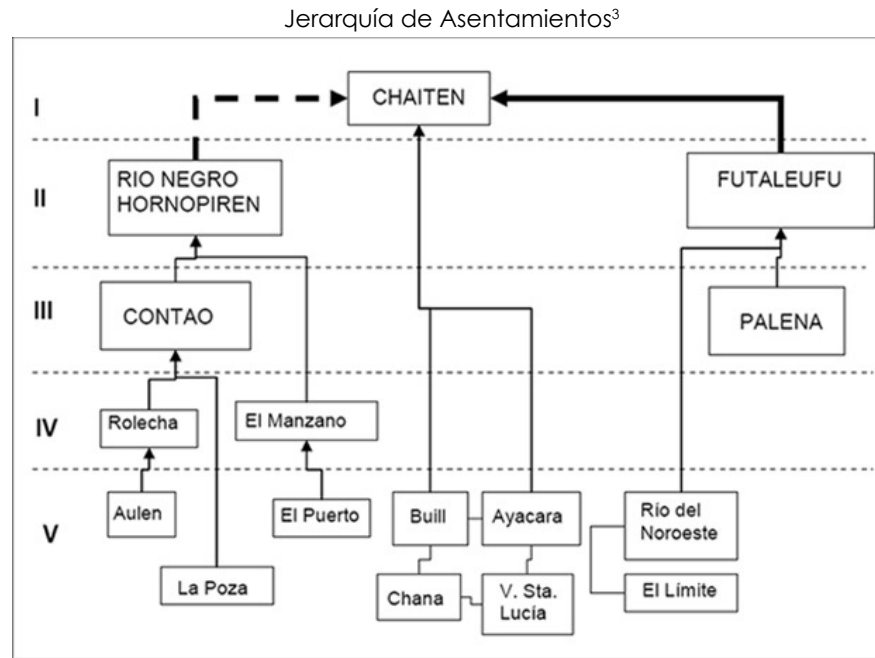 Jerarquía de Asentamientos³
I
CHAITEN
II
RIO NEGRO
HORNOPIREN
FUTALEUFU
III
CONTAO
PALENA
IV
Rolecha
El Manzano
V
Aulen
El Puerto
Buill
Ayacara
Río del
Noroeste
La Poza
Chana
V. Sta.
Lucía
El Límite